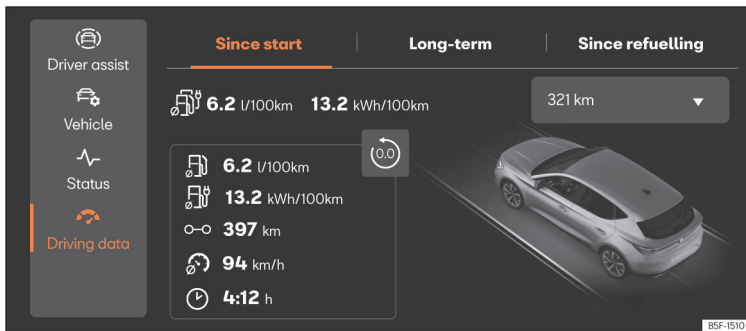 Driver assist
Vehicle
Status
Driving data
Since start
Long-term
Since refuelling
6.2 l/100km 13.2 kWh/100km
321 km
(0.0)
6.2 l/100km
13.2 kWh/100km
397 km
94 km/h
4:12 h
B5F-1510